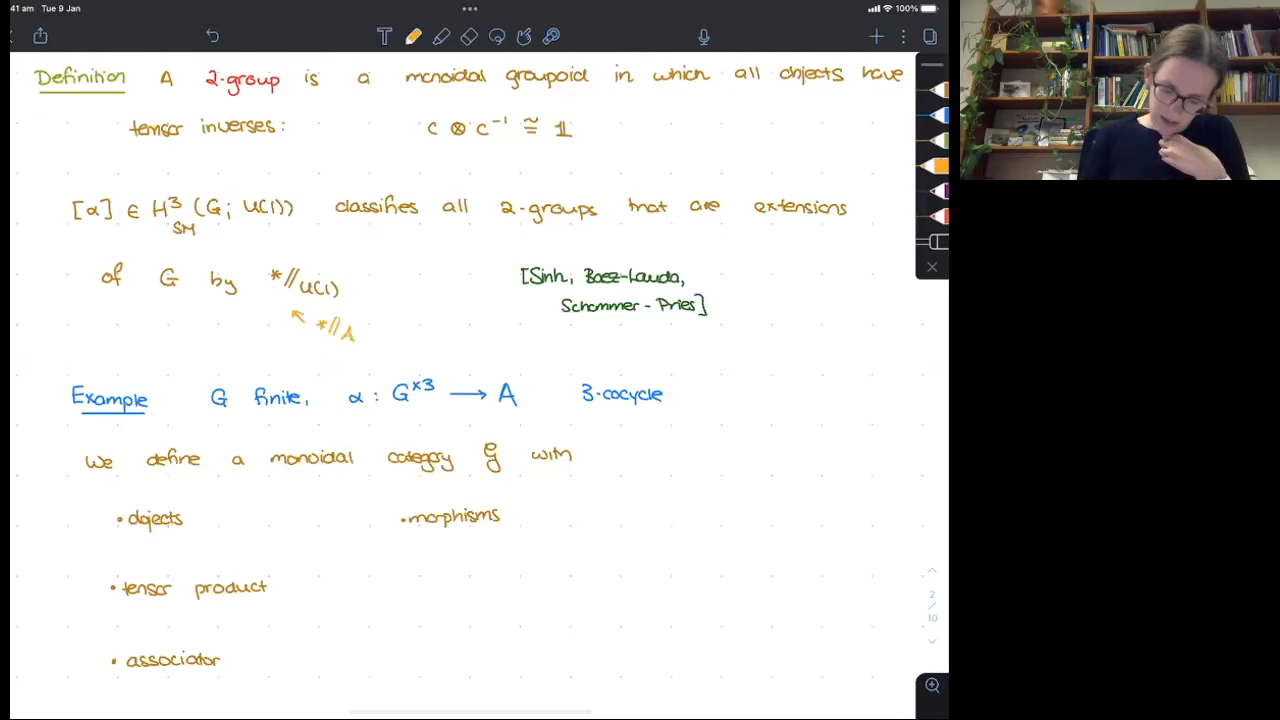 41 am Tue 9 Jan
100%
Definition A 2-group is a monoidal groupoid in which all objects have
tensor inverses: c ⊗ c⁻¹ ≅ 𝟙
[α] ∈ H³_SM (G; U(1)) classifies all 2-groups that are extensions
of G by *//U(1) [Sinh, Baez-Lauda,
Schommer-Pries]
*//A
Example G finite, α : G^×3 → A 3-cocycle
We define a monoidal category 𝒢 with
• objects • morphisms
• tensor product
• associator
2
/
10